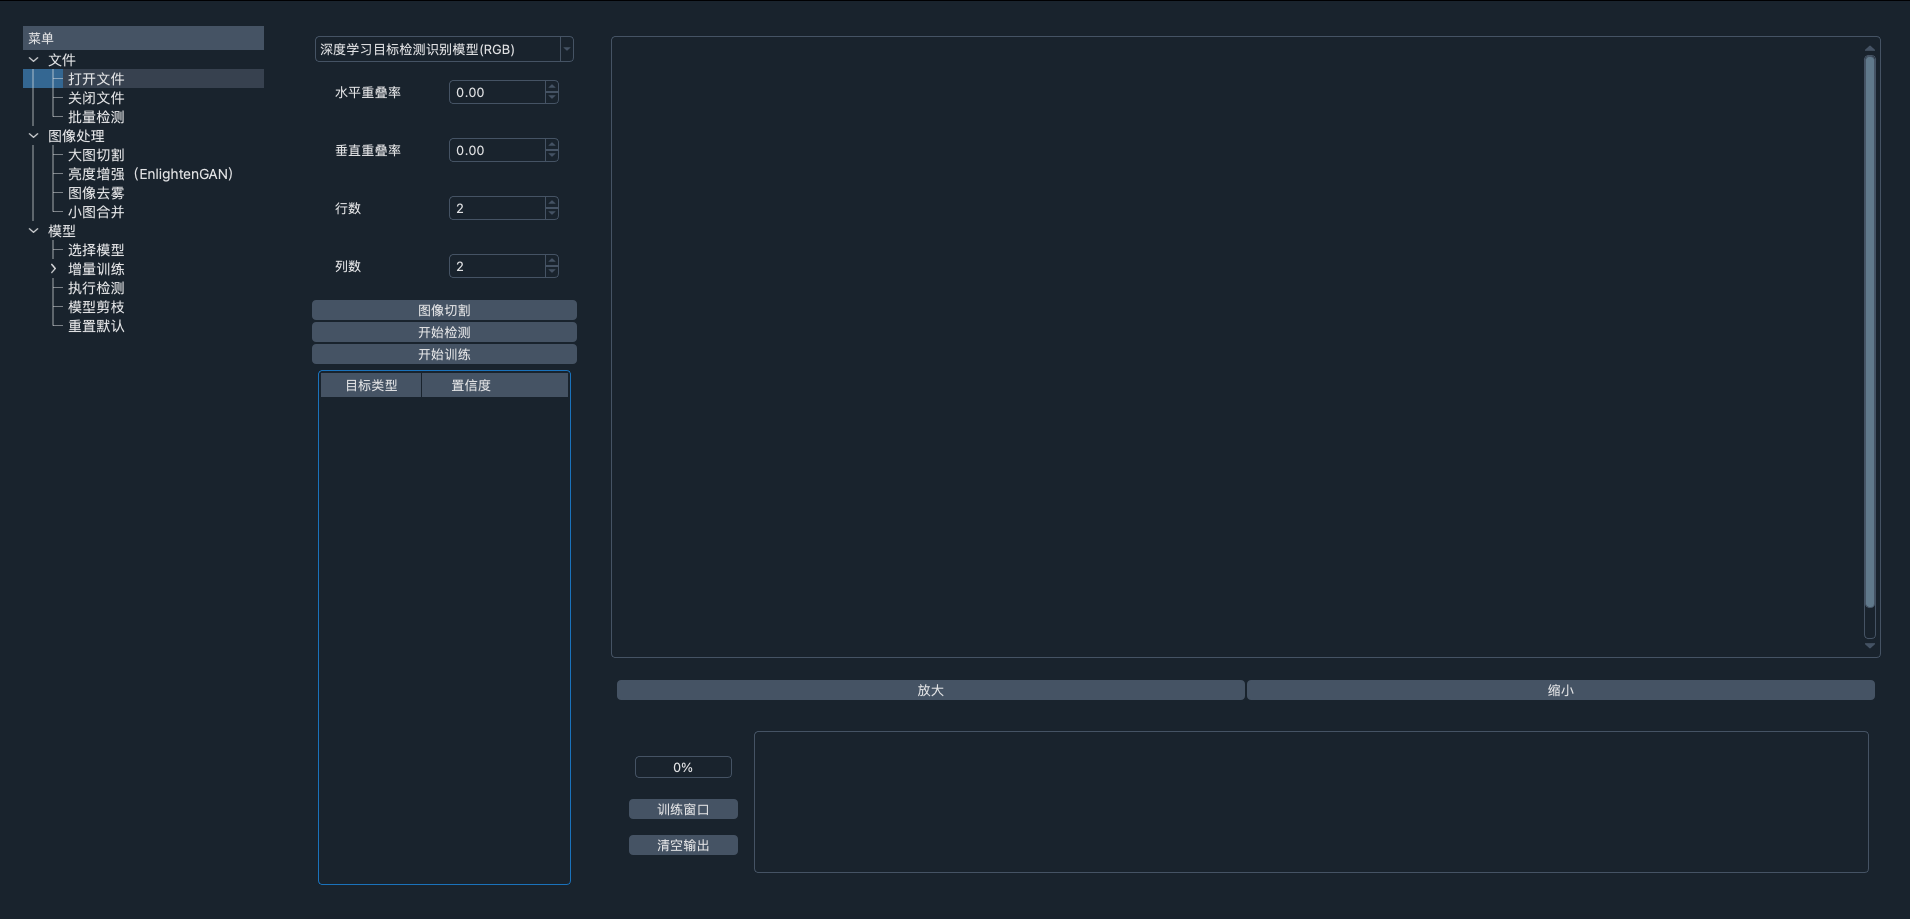 菜单
文件
打开文件
关闭文件
批量检测
图像处理
大图切割
亮度增强（EnlightenGAN）
图像去雾
小图合并
模型
选择模型
增量训练
执行检测
模型剪枝
重置默认
深度学习目标检测识别模型(RGB)
水平重叠率 0.00
垂直重叠率 0.00
行数 2
列数 2
图像切割
开始检测
开始训练
目标类型 置信度
放大 缩小
0%
训练窗口
清空输出